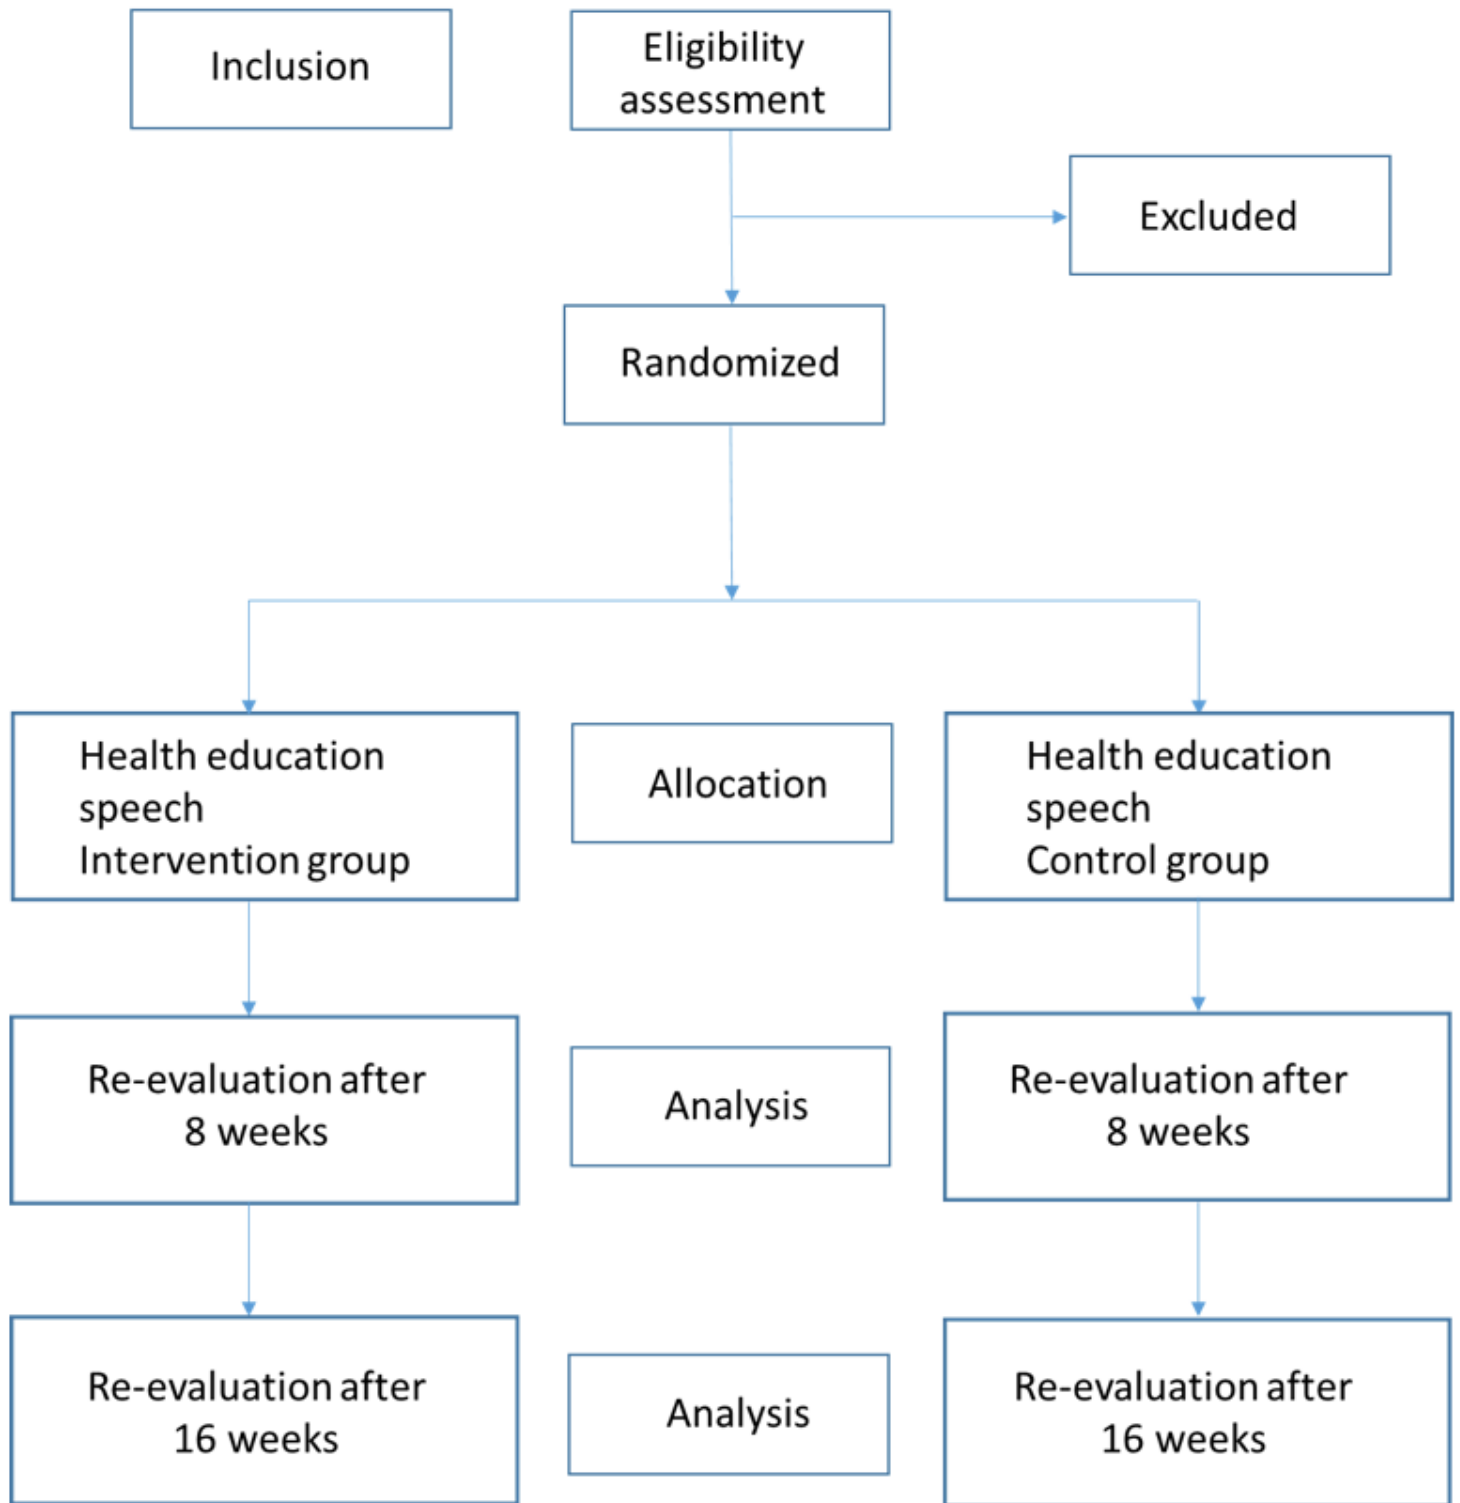 Inclusion
Eligibility
assessment
Excluded
Randomized
Health education
speech
Intervention group
Allocation
Health education
speech
Control group
Re-evaluation after
8 weeks
Analysis
Re-evaluation after
8 weeks
Re-evaluation after
16 weeks
Analysis
Re-evaluation after
16 weeks